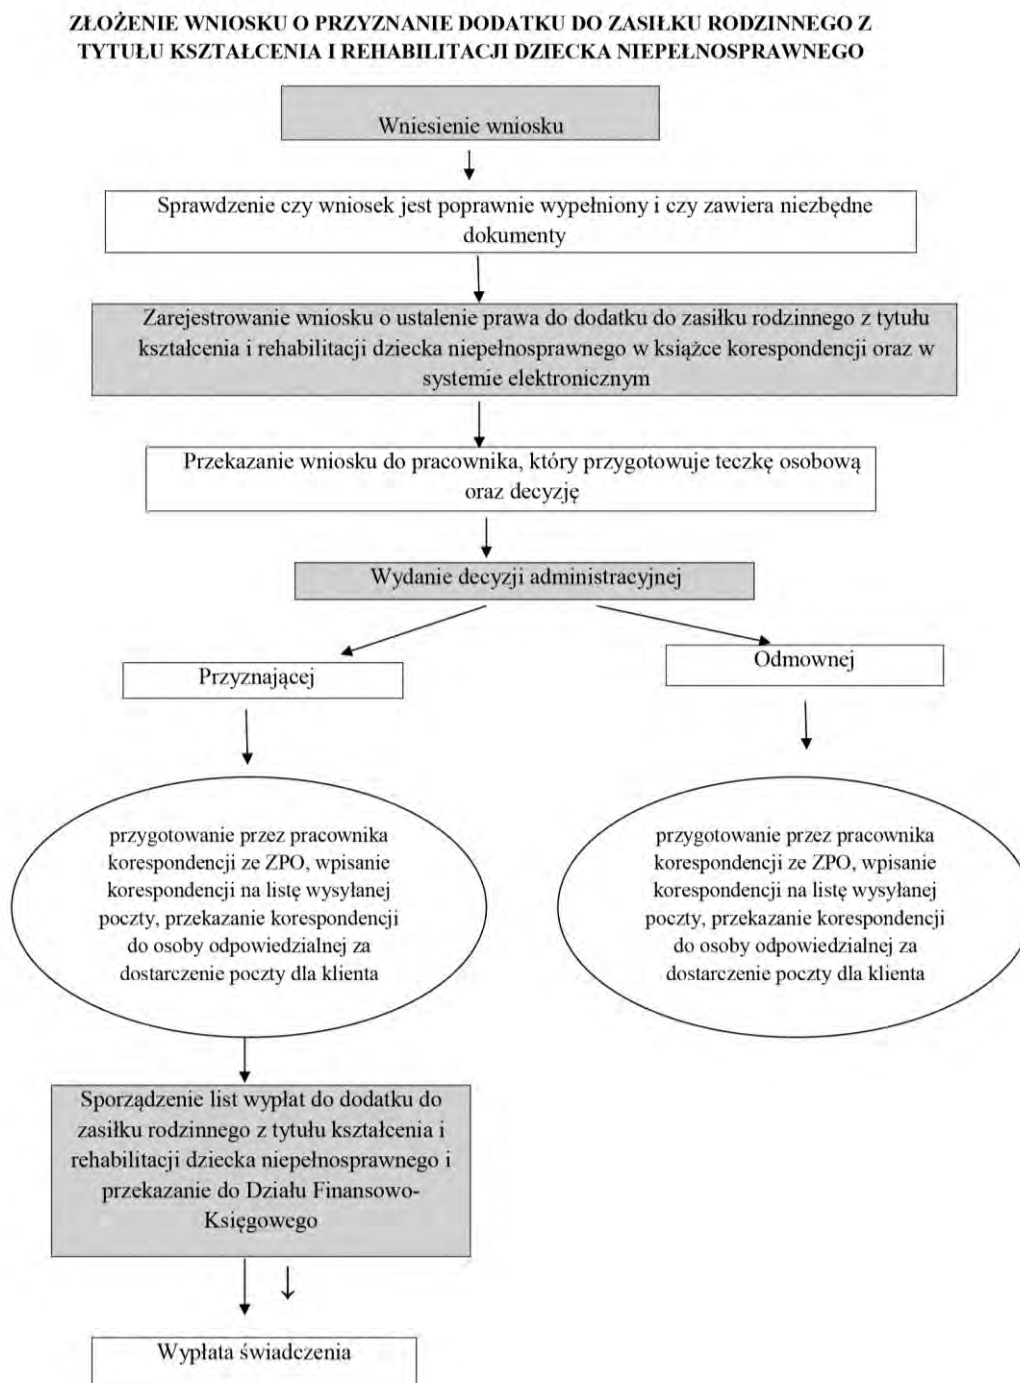 ZŁOŻENIE WNIOSKU O PRZYZNANIE DODATKU DO ZASIŁKU RODZINNEGO Z
TYTUŁU KSZTAŁCENIA I REHABILITACJI DZIECKA NIEPEŁNOSPRAWNEGO
Wniesienie wniosku
Sprawdzenie czy wniosek jest poprawnie wypełniony i czy zawiera niezbędne
dokumenty
Zarejestrowanie wniosku o ustalenie prawa do dodatku do zasiłku rodzinnego z tytułu
kształcenia i rehabilitacji dziecka niepełnosprawnego w książce korespondencji oraz w
systemie elektronicznym
Przekazanie wniosku do pracownika, który przygotowuje teczkę osobową
oraz decyzję
Wydanie decyzji administracyjnej
Przyznającej
Odmownej
przygotowanie przez pracownika
korespondencji ze ZPO, wpisanie
korespondencji na listę wysyłanej
poczty, przekazanie korespondencji
do osoby odpowiedzialnej za
dostarczenie poczty dla klienta
przygotowanie przez pracownika
korespondencji ze ZPO, wpisanie
korespondencji na listę wysyłanej
poczty, przekazanie korespondencji
do osoby odpowiedzialnej za
dostarczenie poczty dla klienta
Sporządzenie list wypłat do dodatku do
zasiłku rodzinnego z tytułu kształcenia i
rehabilitacji dziecka niepełnosprawnego i
przekazanie do Działu Finansowo-
Księgowego
Wypłata świadczenia